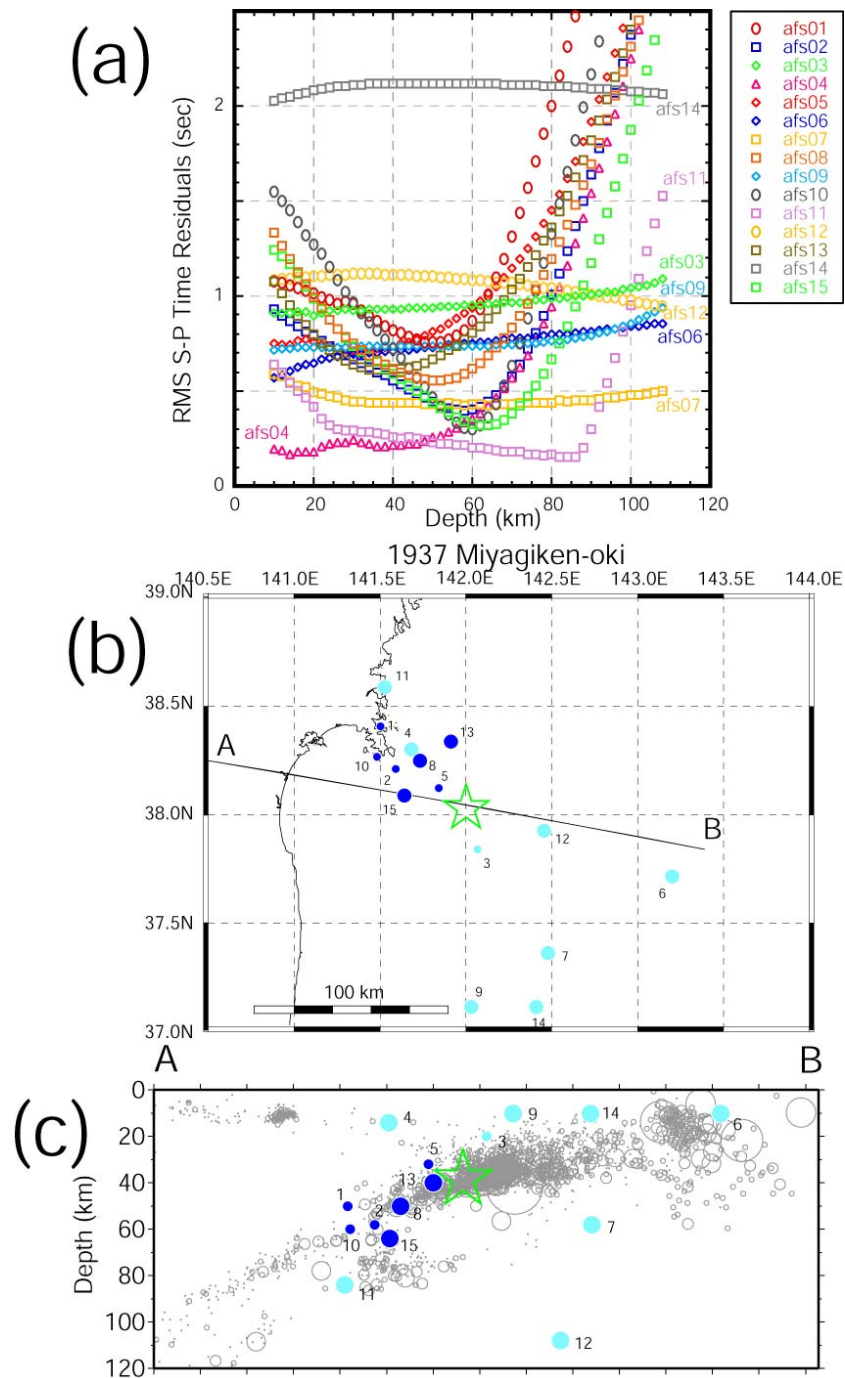 (a)
RMS S-P Time Residuals (sec)
2
1
0
afs14
afs11
afs03
afs09
afs12
afs06
afs07
afs04
0 20 40 60 80 100 120
Depth (km)
afs01
afs02
afs03
afs04
afs05
afs06
afs07
afs08
afs09
afs10
afs11
afs12
afs13
afs14
afs15
1937 Miyagiken-oki
(b)
140.5E 141.0E 141.5E 142.0E 142.5E 143.0E 143.5E 144.0E
39.0N
38.5N
38.0N
37.5N
37.0N
11
1
4
13
10
8
2
5
A
15
B
12
3
6
7
9
14
100 km
A B
(c)
Depth (km)
0
20
40
60
80
100
120
4
9
14
6
3
5
13
1
2
8
10
15
7
11
12